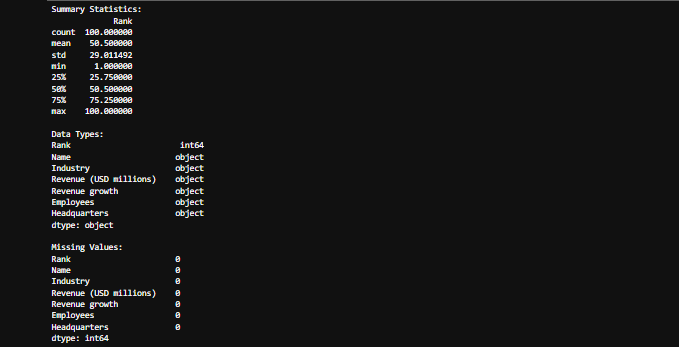 Summary Statistics:
Rank
count 100.000000
mean 50.500000
std 29.011492
min 1.000000
25% 25.750000
50% 50.500000
75% 75.250000
max 100.000000
Data Types:
Rank int64
Name object
Industry object
Revenue (USD millions) object
Revenue growth object
Employees object
Headquarters object
dtype: object
Missing Values:
Rank 0
Name 0
Industry 0
Revenue (USD millions) 0
Revenue growth 0
Employees 0
Headquarters 0
dtype: int64